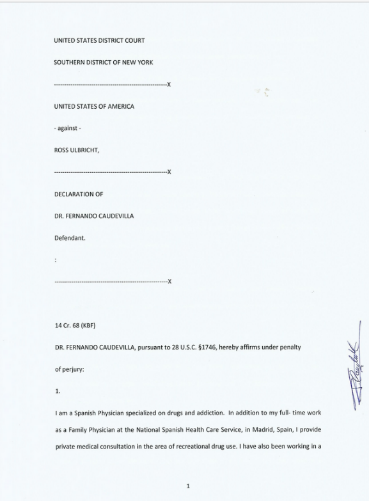 UNITED STATES DISTRICT COURT
SOUTHERN DISTRICT OF NEW YORK
--------------------------------------------------------X
UNITED STATES OF AMERICA
- against -
ROSS ULBRICHT,
--------------------------------------------------------X
DECLARATION OF
DR. FERNANDO CAUDEVILLA
Defendant.
:
--------------------------------------------------------X
14 Cr. 68 (KBF)
DR. FERNANDO CAUDEVILLA, pursuant to 28 U.S.C. §1746, hereby affirms under penalty
of perjury:
1.
I am a Spanish Physician specialized on drugs and addiction. In addition to my full- time work
as a Family Physician at the National Spanish Health Care Service, in Madrid, Spain, I provide
private medical consultation in the area of recreational drug use. I have also been working in a
1